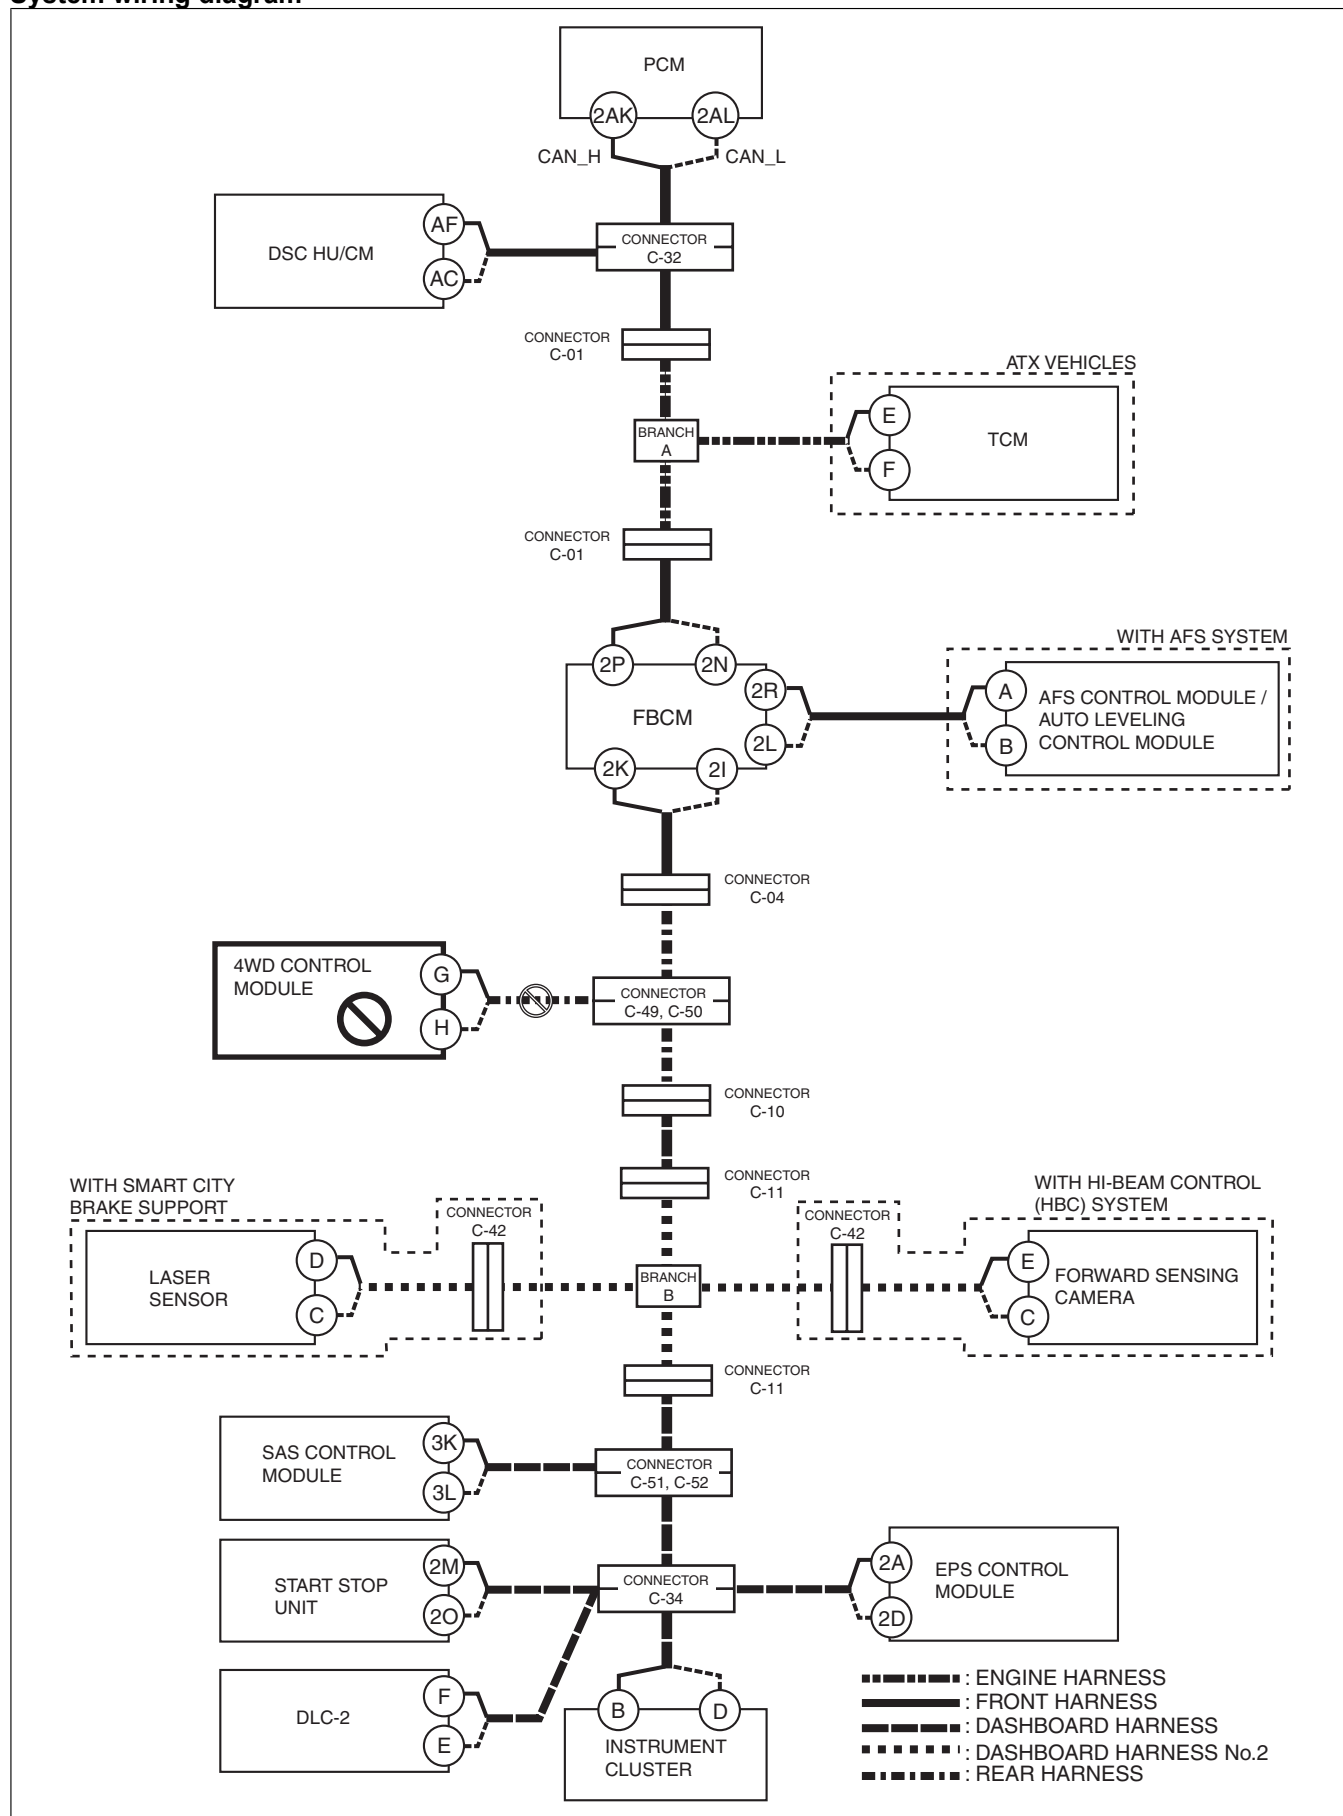 System wiring diagram
PCM
2AK
2AL
CAN_H
CAN_L
DSC HU/CM
AF
AC
CONNECTOR
C-32
CONNECTOR
C-01
ATX VEHICLES
BRANCH
A
E
F
TCM
CONNECTOR
C-01
WITH AFS SYSTEM
2P
2N
FBCM
2R
2L
2K
2I
A
B
AFS CONTROL MODULE /
AUTO LEVELING
CONTROL MODULE
CONNECTOR
C-04
4WD CONTROL
MODULE
G
H
CONNECTOR
C-49, C-50
CONNECTOR
C-10
CONNECTOR
C-11
WITH SMART CITY
BRAKE SUPPORT
CONNECTOR
C-42
LASER
SENSOR
D
C
BRANCH
B
WITH HI-BEAM CONTROL
(HBC) SYSTEM
CONNECTOR
C-42
E
C
FORWARD SENSING
CAMERA
CONNECTOR
C-11
SAS CONTROL
MODULE
3K
3L
CONNECTOR
C-51, C-52
START STOP
UNIT
2M
2O
CONNECTOR
C-34
2A
2D
EPS CONTROL
MODULE
DLC-2
F
E
B
D
INSTRUMENT
CLUSTER
: ENGINE HARNESS
: FRONT HARNESS
: DASHBOARD HARNESS
: DASHBOARD HARNESS No.2
: REAR HARNESS